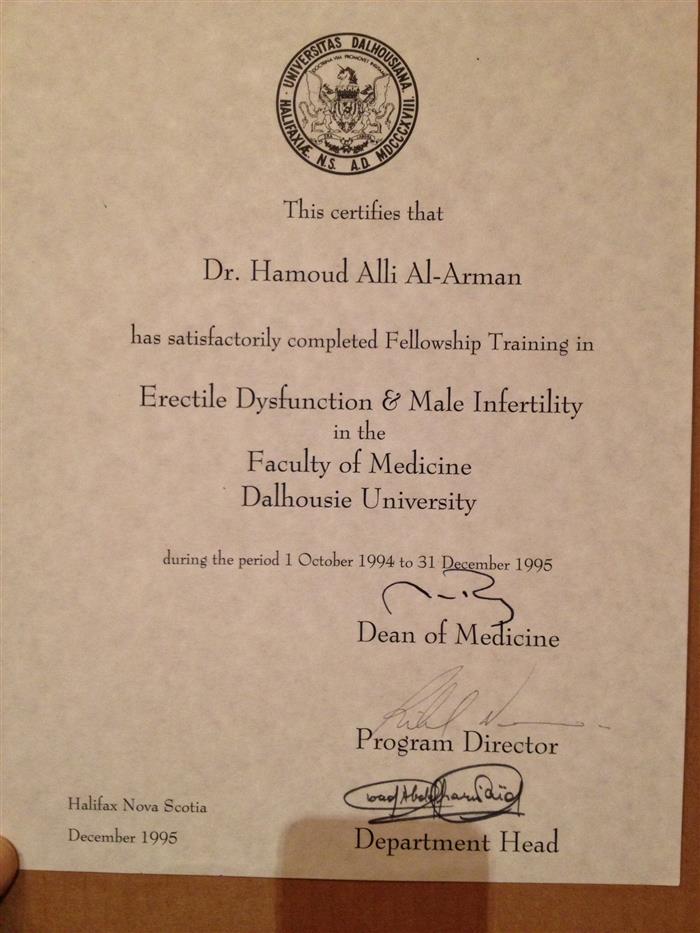 UNIVERSITAS DALHOUSIANA
HALIFAXIÆ. N.S. A.D. MDCCCXVIII.
This certifies that
Dr. Hamoud Alli Al-Arman
has satisfactorily completed Fellowship Training in
Erectile Dysfunction & Male Infertility
in the
Faculty of Medicine
Dalhousie University
during the period 1 October 1994 to 31 December 1995
Dean of Medicine
Program Director
Department Head
Halifax Nova Scotia
December 1995